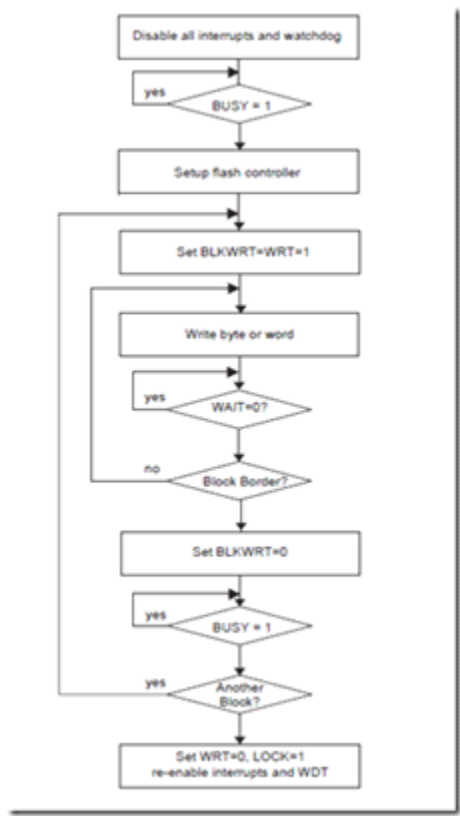 Disable all interrupts and watchdog
yes
BUSY = 1
Setup flash controller
Set BLKWRT=WRT=1
Write byte or word
yes
WAIT=0?
no
Block Border?
Set BLKWRT=0
yes
BUSY = 1
yes
Another
Block?
Set WRT=0, LOCK=1
re-enable interrupts and WDT